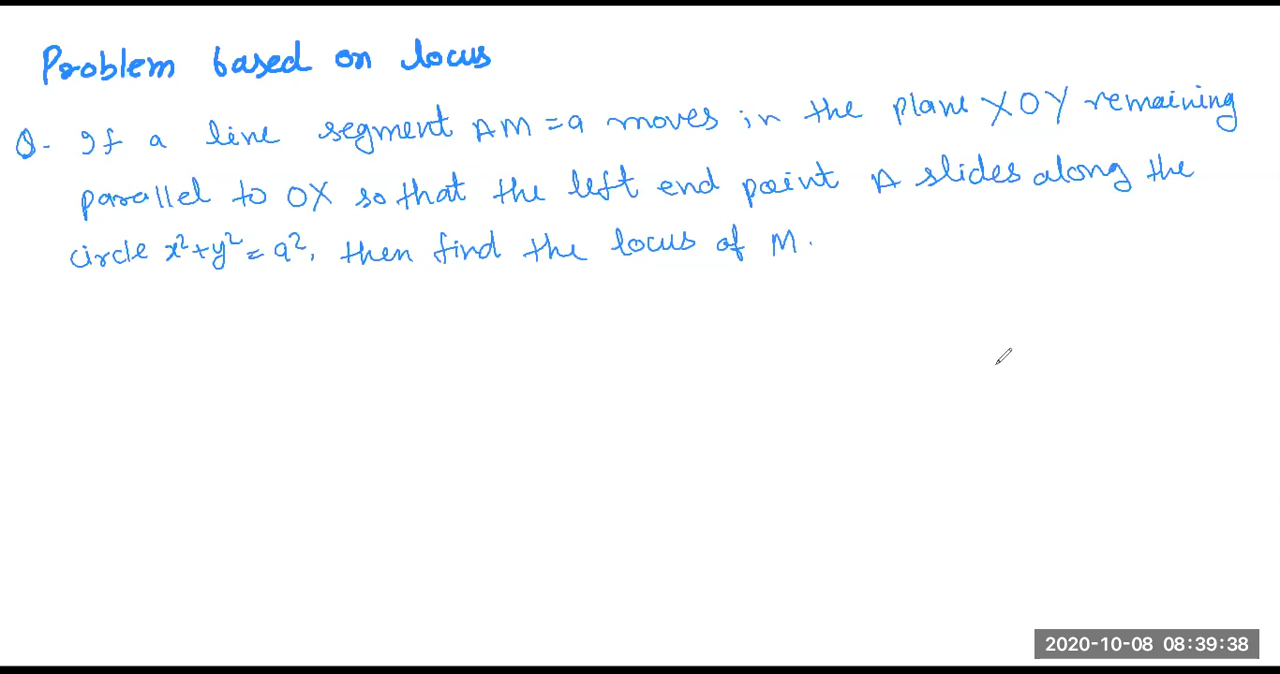 Problem based on locus
Q- If a line segment AM = a moves in the plane XOY remaining
parallel to OX so that the left end point A slides along the
circle x²+y² = a², then find the locus of M.
2020-10-08 08:39:38